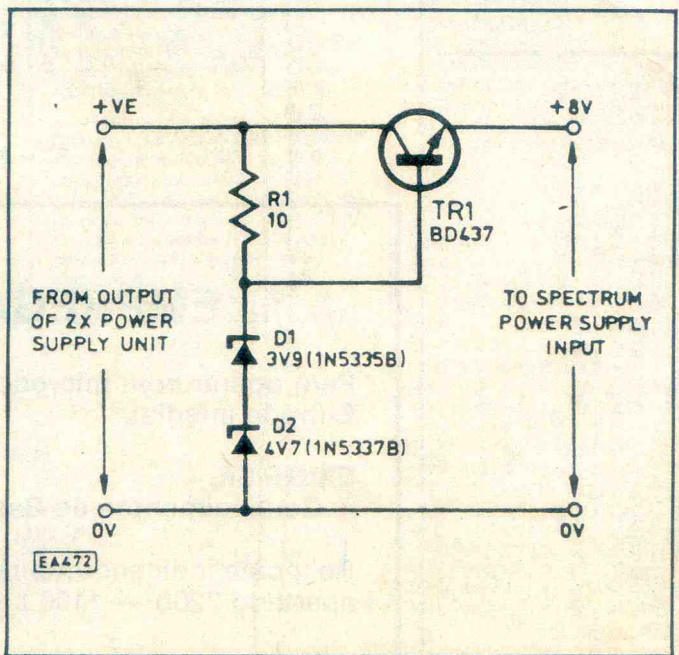 +VE
+8V
R1
10
TR1
BD437
FROM OUTPUT
OF ZX POWER
SUPPLY UNIT
D1
3V9(1N5335B)
TO SPECTRUM
POWER SUPPLY
INPUT
D2
4V7(1N5337B)
0V
0V
EA472